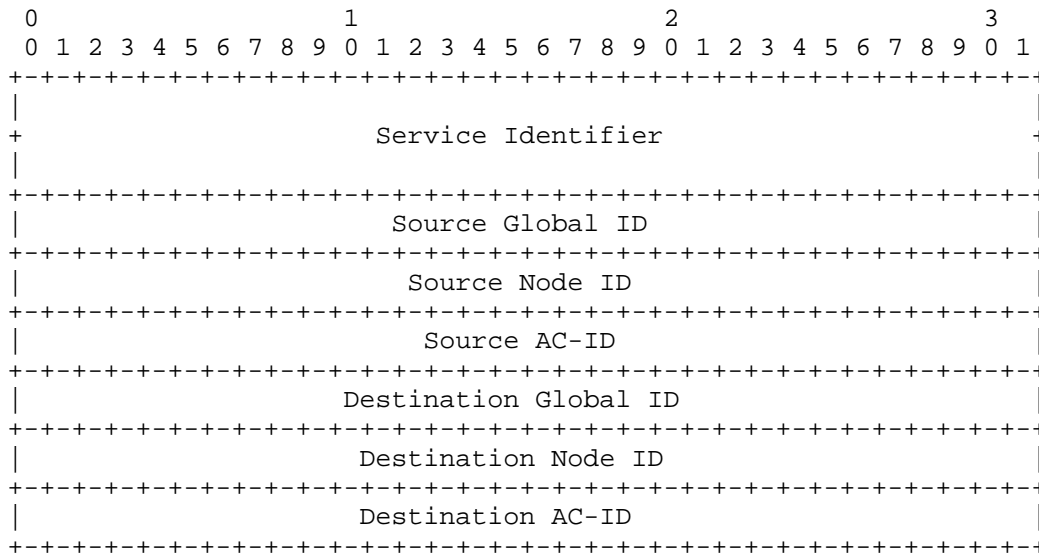 0                   1                   2                   3
0 1 2 3 4 5 6 7 8 9 0 1 2 3 4 5 6 7 8 9 0 1 2 3 4 5 6 7 8 9 0 1
+-+-+-+-+-+-+-+-+-+-+-+-+-+-+-+-+-+-+-+-+-+-+-+-+-+-+-+-+-+-+-+-+
|                                                               |
+                      Service Identifier                       +
|                                                               |
+-+-+-+-+-+-+-+-+-+-+-+-+-+-+-+-+-+-+-+-+-+-+-+-+-+-+-+-+-+-+-+-+
|                       Source Global ID                        |
+-+-+-+-+-+-+-+-+-+-+-+-+-+-+-+-+-+-+-+-+-+-+-+-+-+-+-+-+-+-+-+-+
|                        Source Node ID                         |
+-+-+-+-+-+-+-+-+-+-+-+-+-+-+-+-+-+-+-+-+-+-+-+-+-+-+-+-+-+-+-+-+
|                         Source AC-ID                          |
+-+-+-+-+-+-+-+-+-+-+-+-+-+-+-+-+-+-+-+-+-+-+-+-+-+-+-+-+-+-+-+-+
|                    Destination Global ID                      |
+-+-+-+-+-+-+-+-+-+-+-+-+-+-+-+-+-+-+-+-+-+-+-+-+-+-+-+-+-+-+-+-+
|                     Destination Node ID                       |
+-+-+-+-+-+-+-+-+-+-+-+-+-+-+-+-+-+-+-+-+-+-+-+-+-+-+-+-+-+-+-+-+
|                     Destination AC-ID                         |
+-+-+-+-+-+-+-+-+-+-+-+-+-+-+-+-+-+-+-+-+-+-+-+-+-+-+-+-+-+-+-+-+